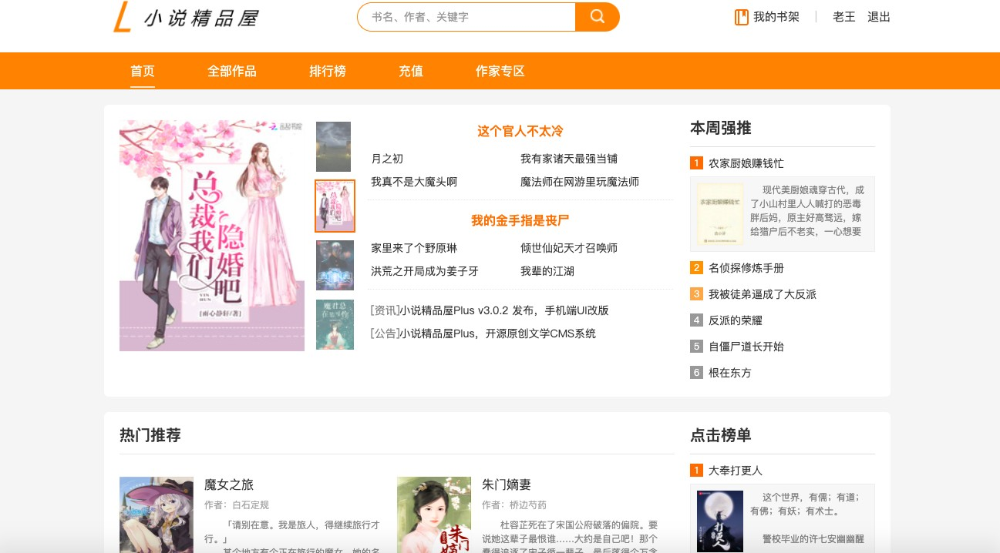 小说精品屋
书名、作者、关键字
我的书架 | 老王 退出
首页 全部作品 排行榜 充值 作家专区
总裁我们隐婚吧
YIN HUN
[雨心静轩/著]
这个官人不太冷
月之初 我有家诸天最强当铺
我真不是大魔头啊 魔法师在网游里玩魔法师
我的金手指是丧尸
家里来了个野原琳 倾世仙妃天才召唤师
洪荒之开局成为姜子牙 我辈的江湖
[资讯]小说精品屋Plus v3.0.2 发布，手机端UI改版
[公告]小说精品屋Plus，开源原创文学CMS系统
本周强推
1 农家厨娘赚钱忙
农家厨娘赚钱忙
现代美厨娘魂穿古代，成
了小山村里人人喊打的恶毒
胖后妈，原主好高骛远，嫁
给猎户后不老实，一心想要
2 名侦探修炼手册
3 我被徒弟逼成了大反派
4 反派的荣耀
5 自僵尸道长开始
6 根在东方
热门推荐
魔女之旅
作者：白石定规
「请别在意。我是旅人，得继续旅行才
行。」
某个地方有个正在旅行的魔女，她的名
朱门嫡妻
作者：桥边芍药
杜容芷死在了宋国公府破落的偏院。要
说她这辈子最恨谁……大约是自己吧！那个
点击榜单
1 大奉打更人
这个世界，有儒；有道；
有佛；有妖；有术士。
警校毕业的许七安幽幽醒